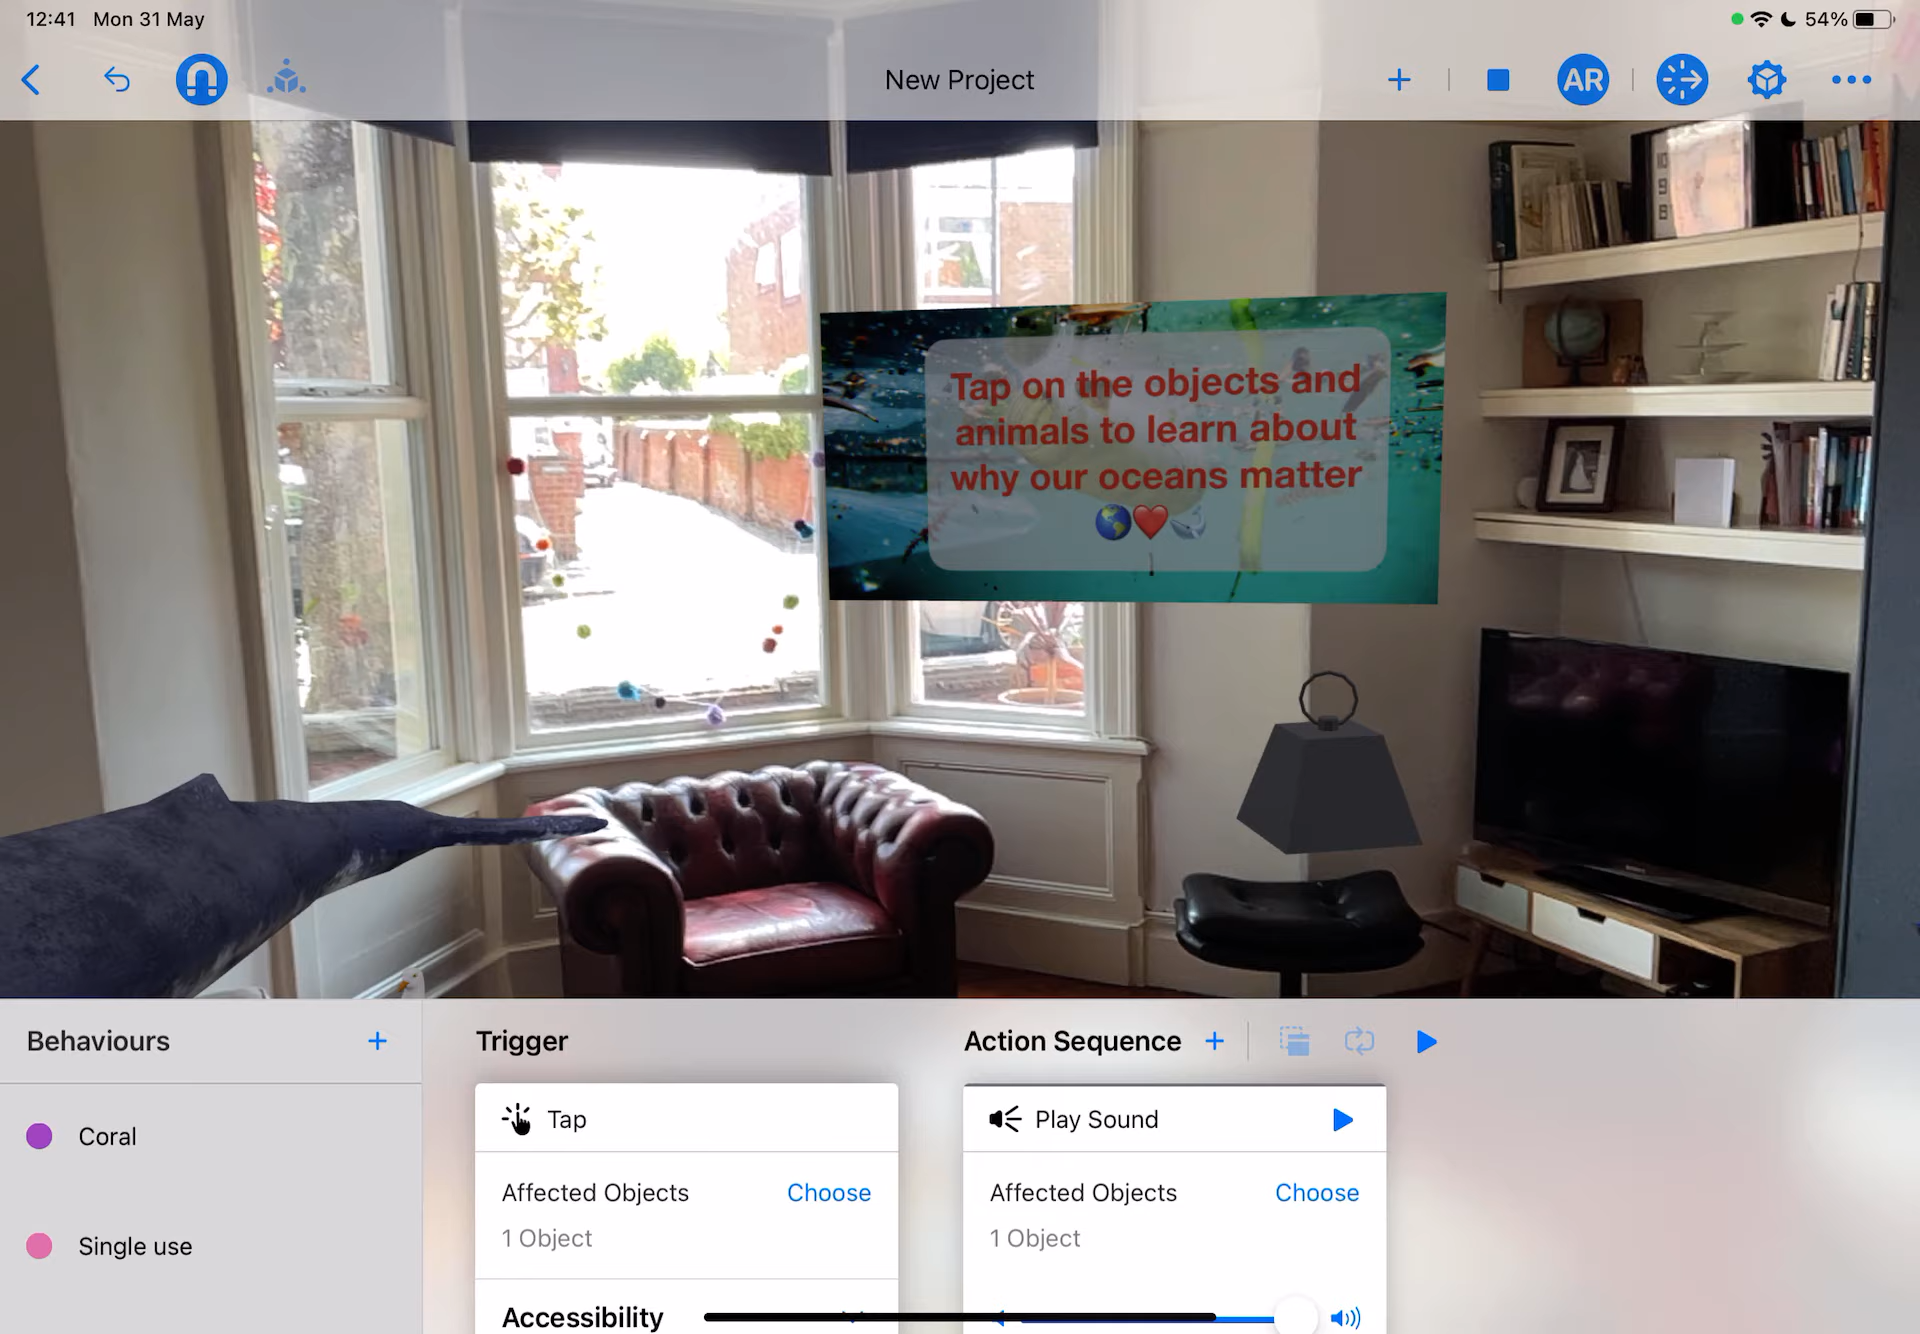 12:41 Mon 31 May
54%
New Project
AR
Tap on the objects and
animals to learn about
why our oceans matter
🌎❤️🌊
Behaviours
Coral
Single use
Trigger
Tap
Affected Objects Choose
1 Object
Accessibility
Action Sequence
Play Sound
Affected Objects Choose
1 Object